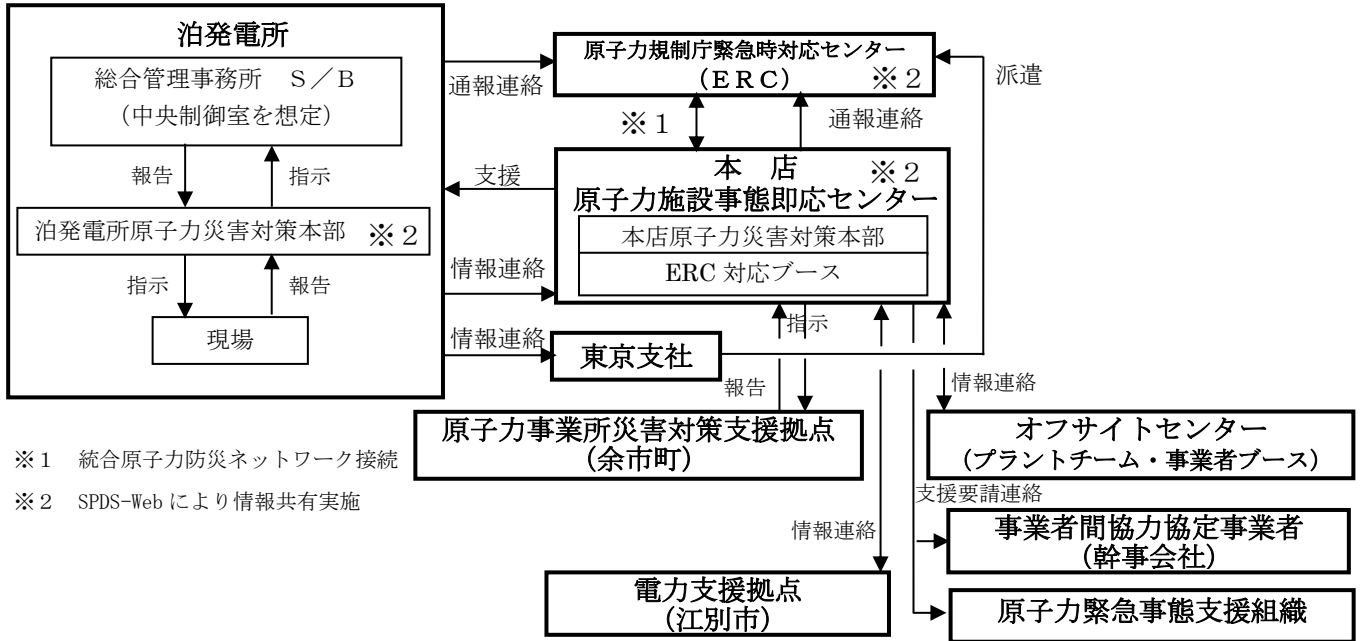 泊発電所
総合管理事務所 S/B
(中央制御室を想定)
報告
指示
泊発電所原子力災害対策本部 ※2
指示
報告
現場
通報連絡
原子力規制庁緊急時対応センター
(ERC) ※2
派遣
※1
通報連絡
支援
本 店 ※2
原子力施設事態即応センター
本店原子力災害対策本部
ERC 対応ブース
情報連絡
情報連絡
東京支社
指示
報告
情報連絡
原子力事業所災害対策支援拠点
(余市町)
オフサイトセンター
(プラントチーム・事業者ブース)
※1 統合原子力防災ネットワーク接続
※2 SPDS-Web により情報共有実施
支援要請連絡
情報連絡
事業者間協力協定事業者
(幹事会社)
電力支援拠点
(江別市)
原子力緊急事態支援組織